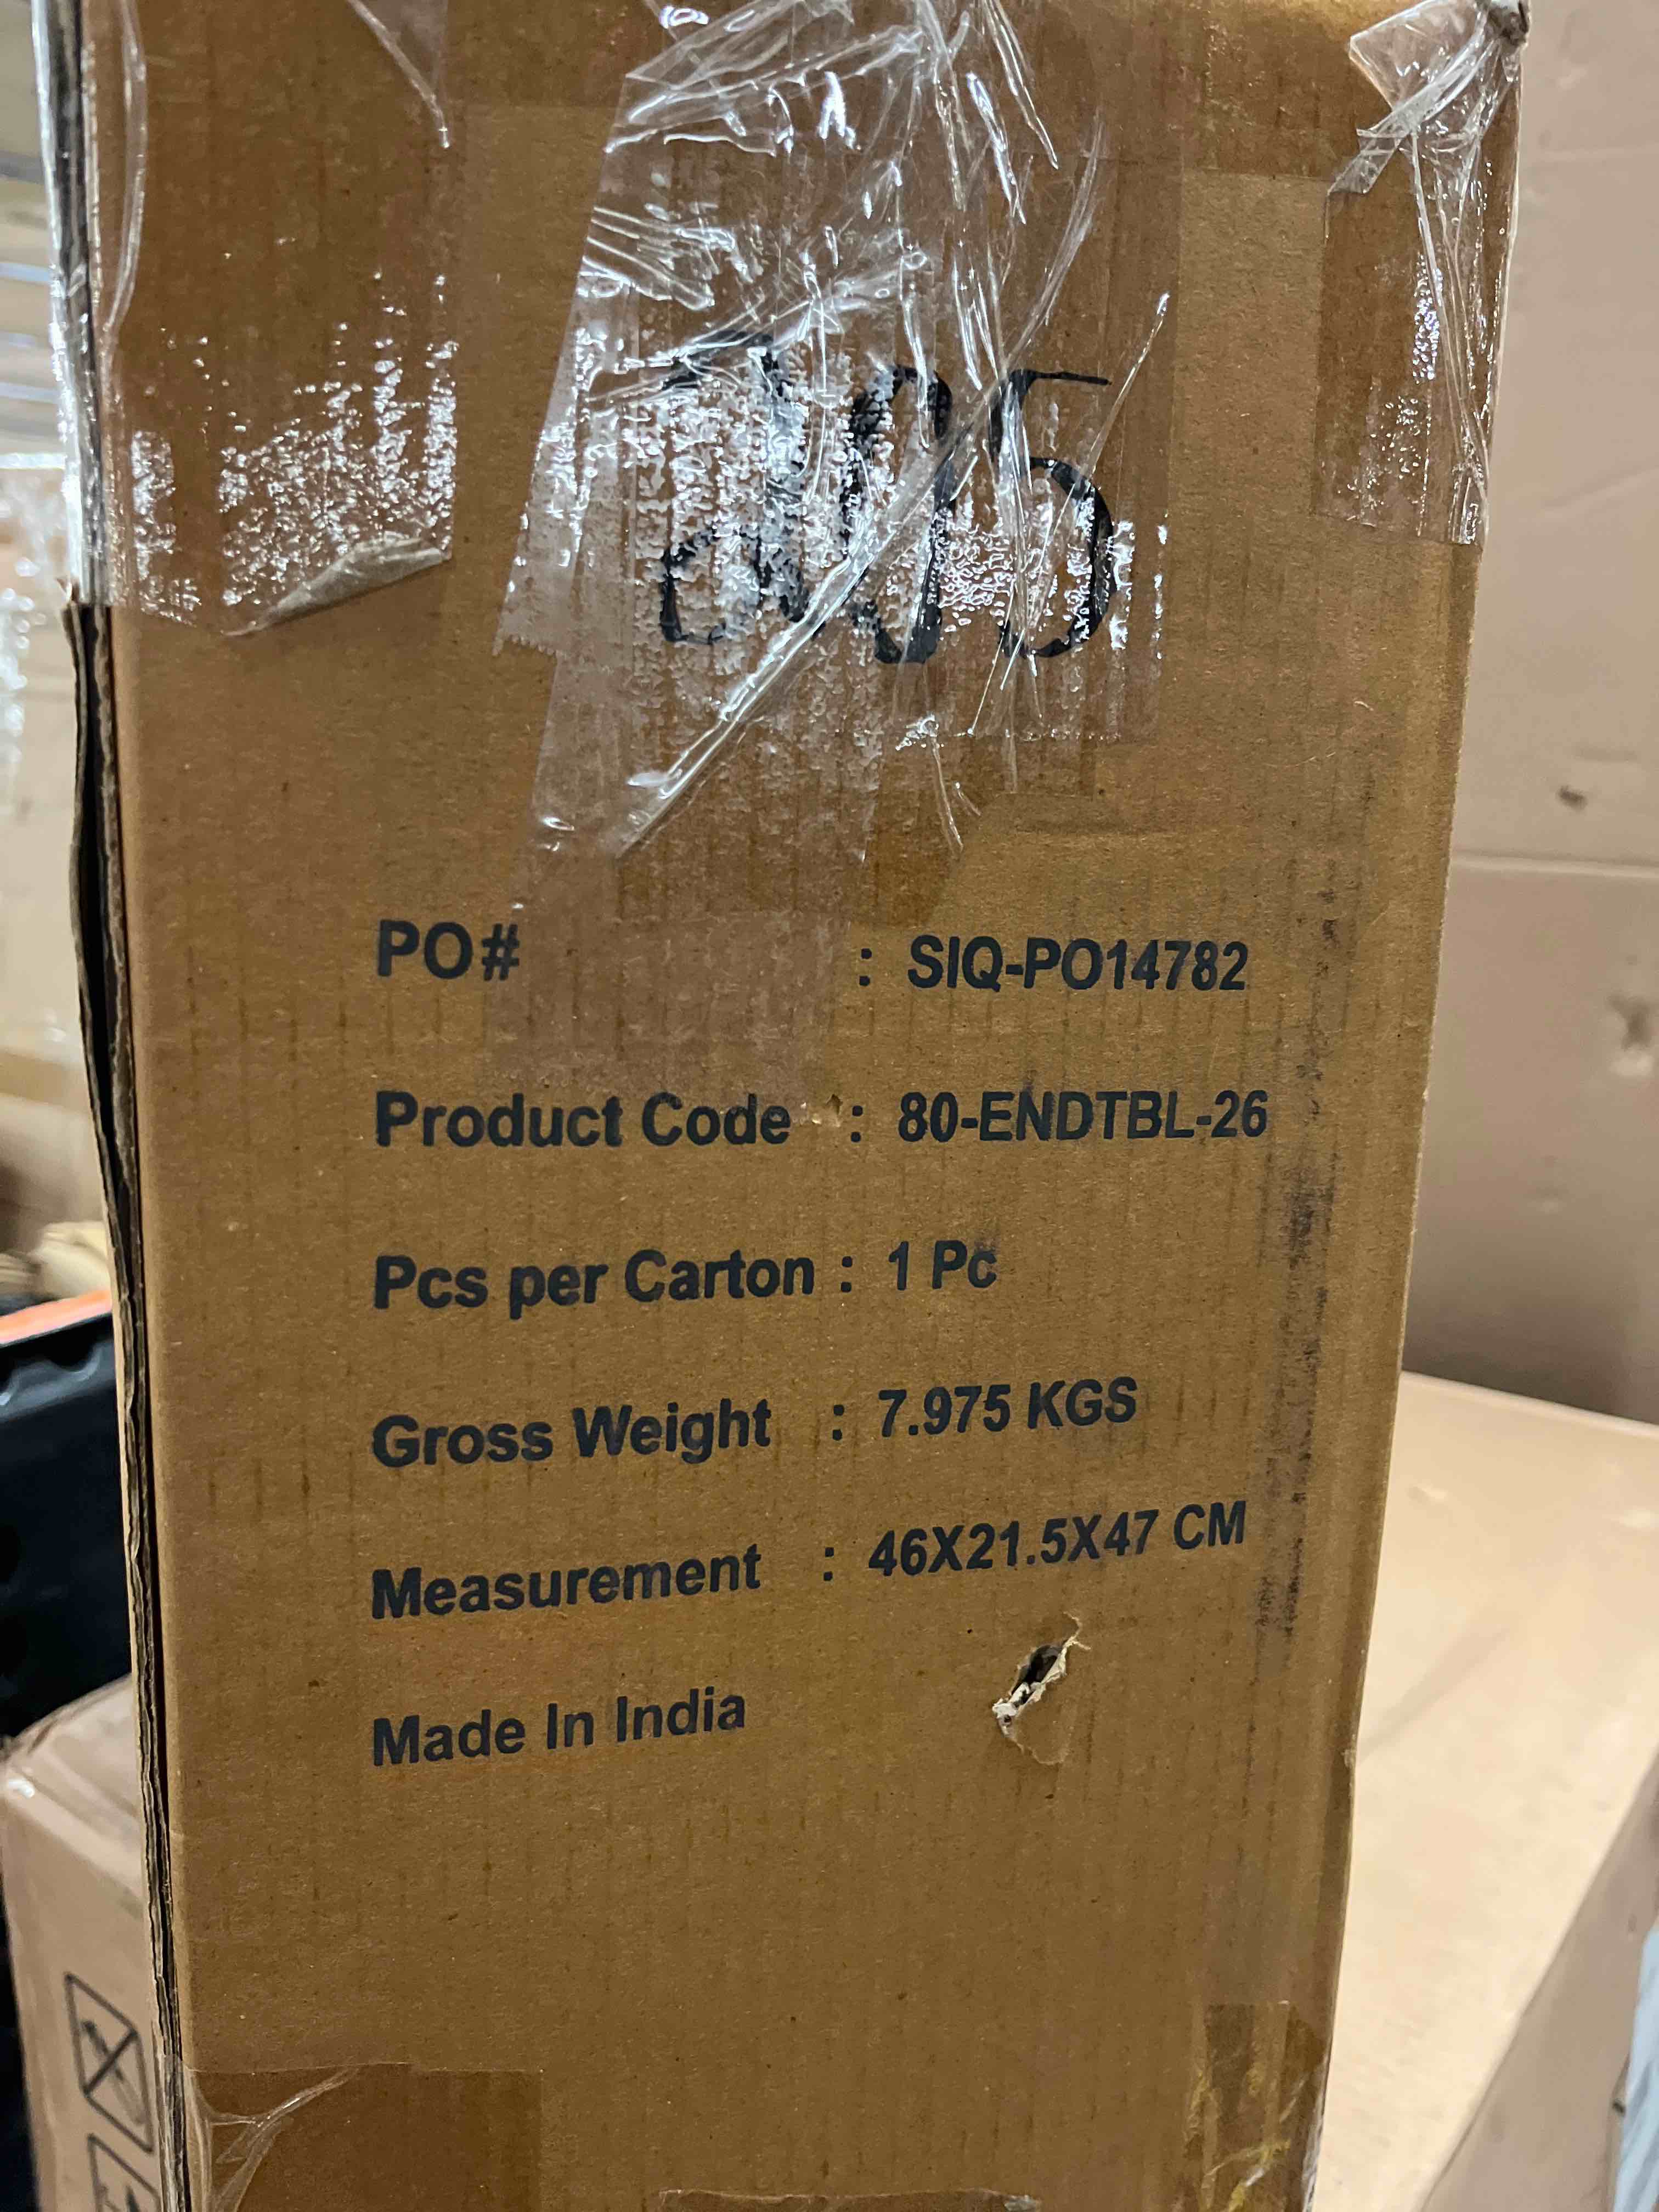 PO# : SIQ-PO14782
Product Code : 80-ENDTBL-26
Pcs per Carton : 1 Pc
Gross Weight : 7.975 KGS
Measurement : 46X21.5X47 CM
Made In India